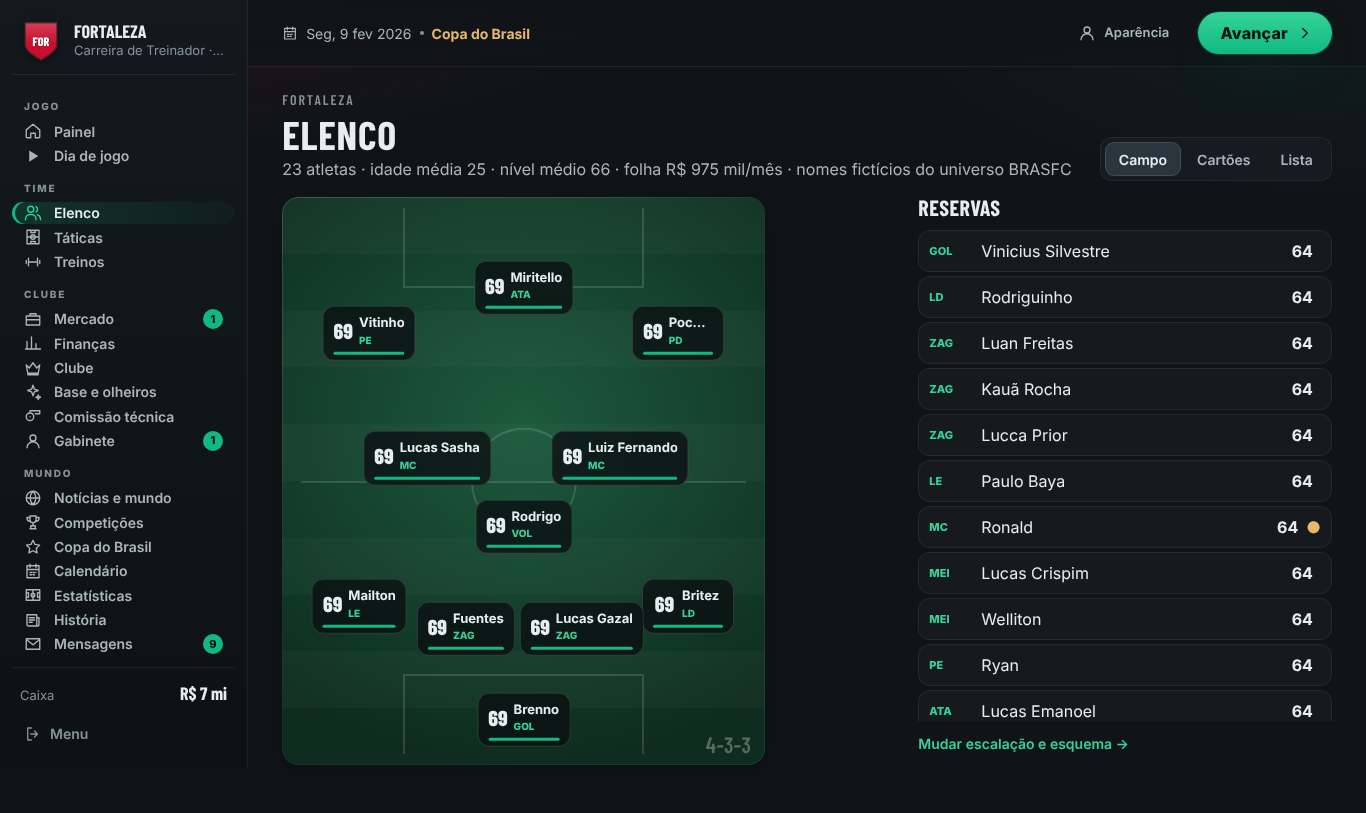 FOR
FORTALEZA
Carreira de Treinador ·...
JOGO
Painel
Dia de jogo
TIME
Elenco
Táticas
Treinos
CLUBE
Mercado 1
Finanças
Clube
Base e olheiros
Comissão técnica
Gabinete 1
MUNDO
Notícias e mundo
Competições
Copa do Brasil
Calendário
Estatísticas
História
Mensagens 9
Caixa R$ 7 mi
Menu
Seg, 9 fev 2026 • Copa do Brasil
Aparência
Avançar
FORTALEZA
ELENCO
23 atletas · idade média 25 · nível médio 66 · folha R$ 975 mil/mês · nomes fictícios do universo BRASFC
Campo Cartões Lista
69 Miritello
ATA
69 Vitinho
PE
69 Poc...
PD
69 Lucas Sasha
MC
69 Luiz Fernando
MC
69 Rodrigo
VOL
69 Mailton
LE
69 Fuentes
ZAG
69 Lucas Gazal
ZAG
69 Britez
LD
69 Brenno
GOL
4-3-3
RESERVAS
GOL Vinicius Silvestre 64
LD Rodriguinho 64
ZAG Luan Freitas 64
ZAG Kauã Rocha 64
ZAG Lucca Prior 64
LE Paulo Baya 64
MC Ronald 64
MEI Lucas Crispim 64
MEI Welliton 64
PE Ryan 64
ATA Lucas Emanoel 64
Mudar escalação e esquema →